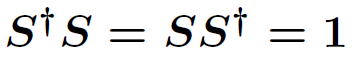 S†S = SS† = 1